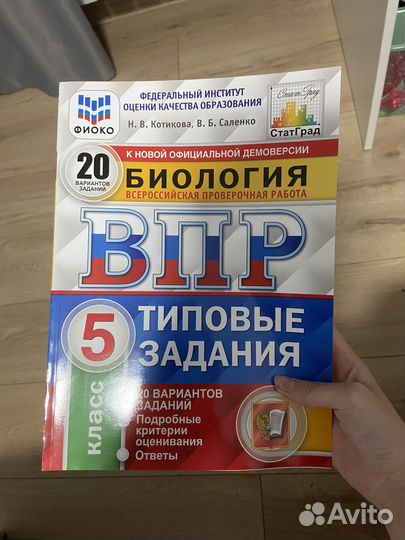 ФИОКО
ФЕДЕРАЛЬНЫЙ ИНСТИТУТ
ОЦЕНКИ КАЧЕСТВА ОБРАЗОВАНИЯ
Н. В. Котикова, В. Б. Саленко
СтатГрад
СтатГрад
20
ВАРИАНТОВ
ЗАДАНИЙ
К НОВОЙ ОФИЦИАЛЬНОЙ ДЕМОВЕРСИИ
БИОЛОГИЯ
ВСЕРОССИЙСКАЯ ПРОВЕРОЧНАЯ РАБОТА
ВПР
5
класс
ТИПОВЫЕ
ЗАДАНИЯ
20 ВАРИАНТОВ
ЗАДАНИЙ
Подробные
критерии
оценивания
Ответы
Avito